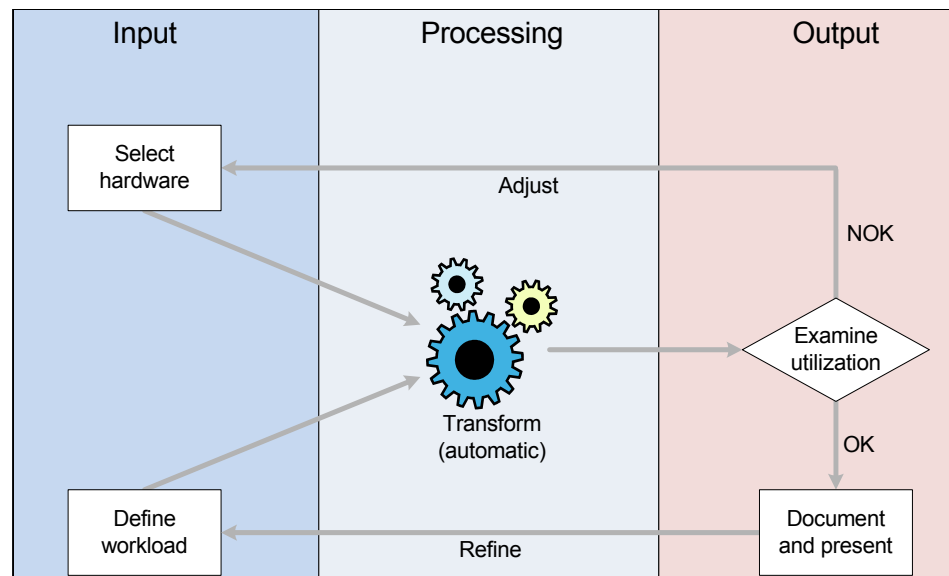 Input
Processing
Output
Select
hardware
Adjust
NOK
Examine
utilization
Transform
(automatic)
OK
Define
workload
Refine
Document
and present